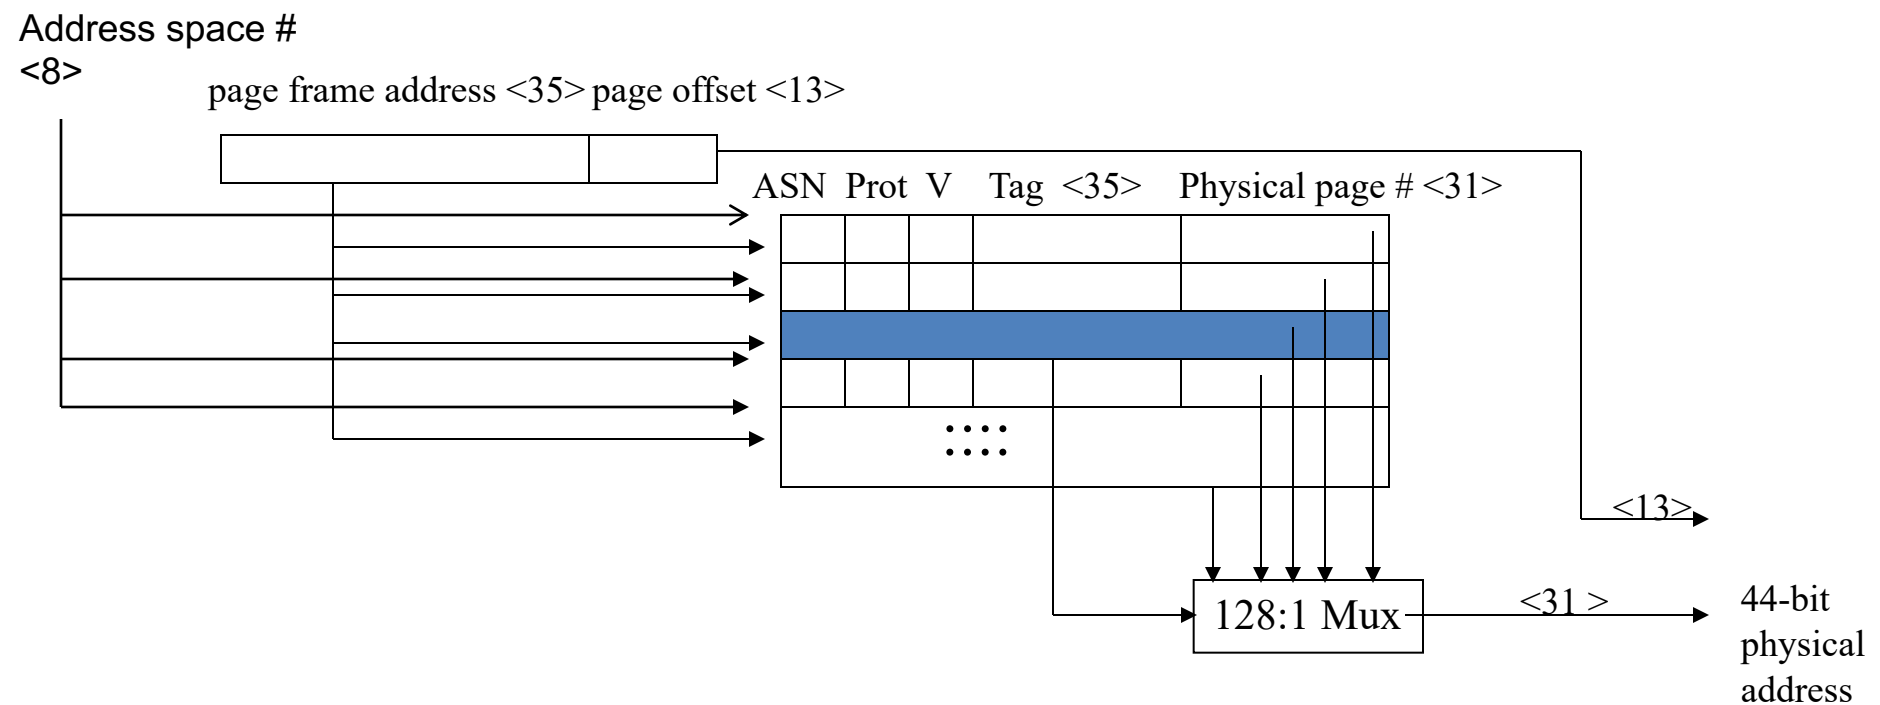 Address space #
<8>
page frame address <35> page offset <13>
ASN Prot V Tag <35> Physical page # <31>
<13>
128:1 Mux
<31 >
44-bit
physical
address